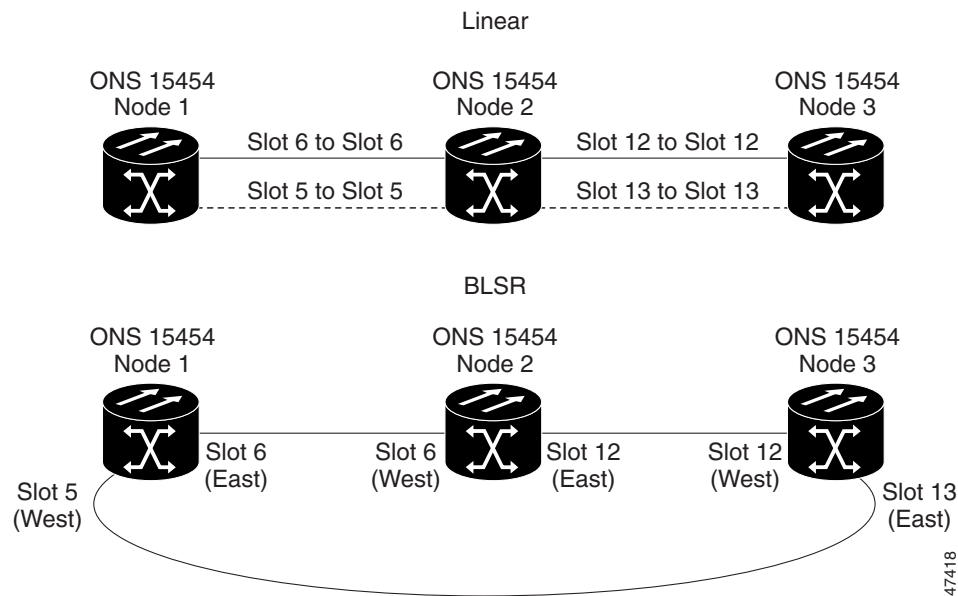 Linear
ONS 15454
Node 1
ONS 15454
Node 2
ONS 15454
Node 3
Slot 6 to Slot 6
Slot 12 to Slot 12
Slot 5 to Slot 5
Slot 13 to Slot 13
BLSR
ONS 15454
Node 1
ONS 15454
Node 2
ONS 15454
Node 3
Slot 6
(East)
Slot 6
(West)
Slot 12
(East)
Slot 12
(West)
Slot 5
(West)
Slot 13
(East)
47418